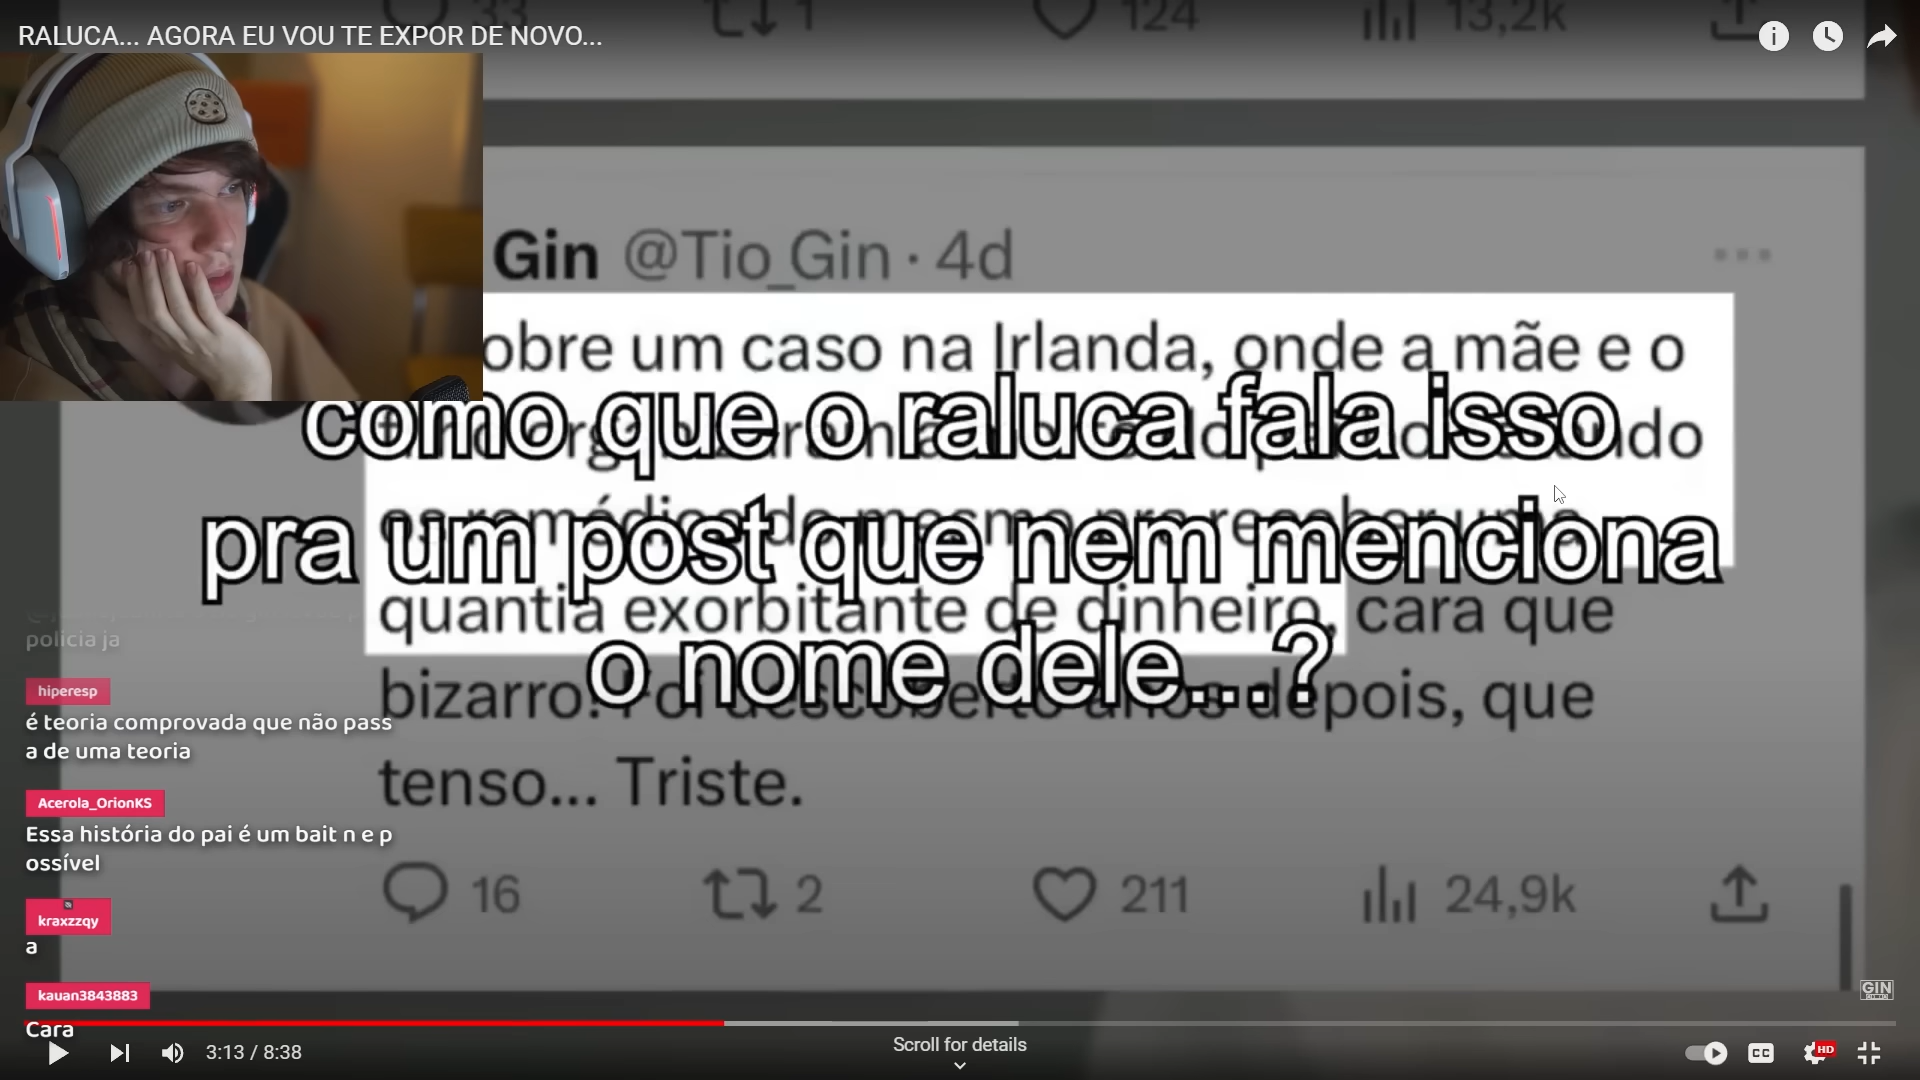 33 1 124 13,2k
RALUCA... AGORA EU VOU TE EXPOR DE NOVO...
Gin @Tio_Gin · 4d
obre um caso na Irlanda, onde a mãe e o
como que o raluca fala isso
pra um post que nem menciona
quantia exorbitante de dinheiro, cara que
o nome dele...?
bizarro! Foi descoberto anos depois, que
tenso... Triste.
16 2 211 24,9k
policia ja
hiperesp
é teoria comprovada que não pass
a de uma teoria
Acerola_OrionKS
Essa história do pai é um bait n e p
ossível
kraxzzqy
a
kauan3843883
Cara
GIN
3:13 / 8:38
Scroll for details
CC
HD